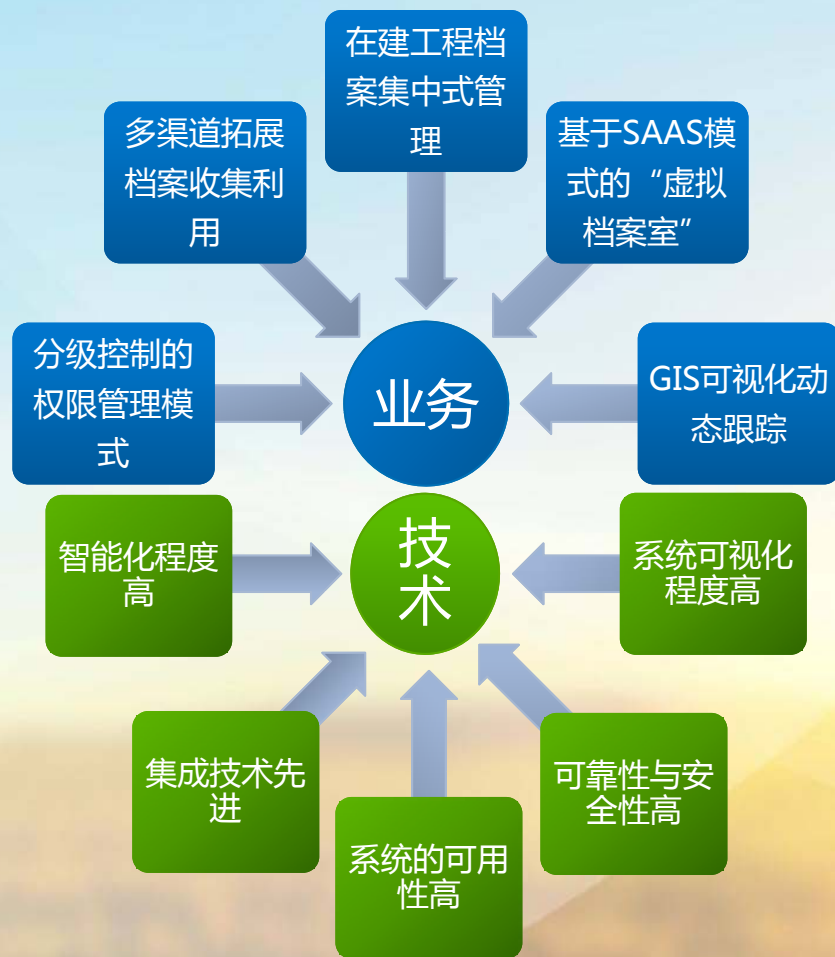 在建工程档
案集中式管
理
多渠道拓展
档案收集利
用
基于SAAS模
式的“虚拟
档案室”
分级控制的
权限管理模
式
业务
GIS可视化动
态跟踪
智能化程度
高
技
术
系统可视化
程度高
集成技术先
进
系统的可用
性高
可靠性与安
全性高